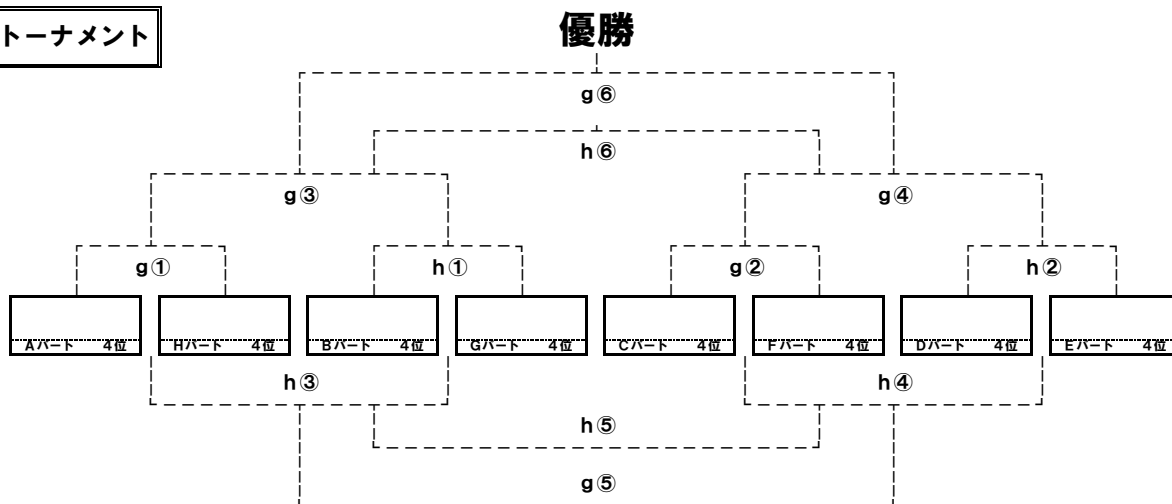 トーナメント
優勝
g⑥
h⑥
g③ g④
g① h① g② h②
Aパート 4位 Hパート 4位 Bパート 4位 Gパート 4位 Cパート 4位 Fパート 4位 Dパート 4位 Eパート 4位
h③ h④
h⑤
g⑤